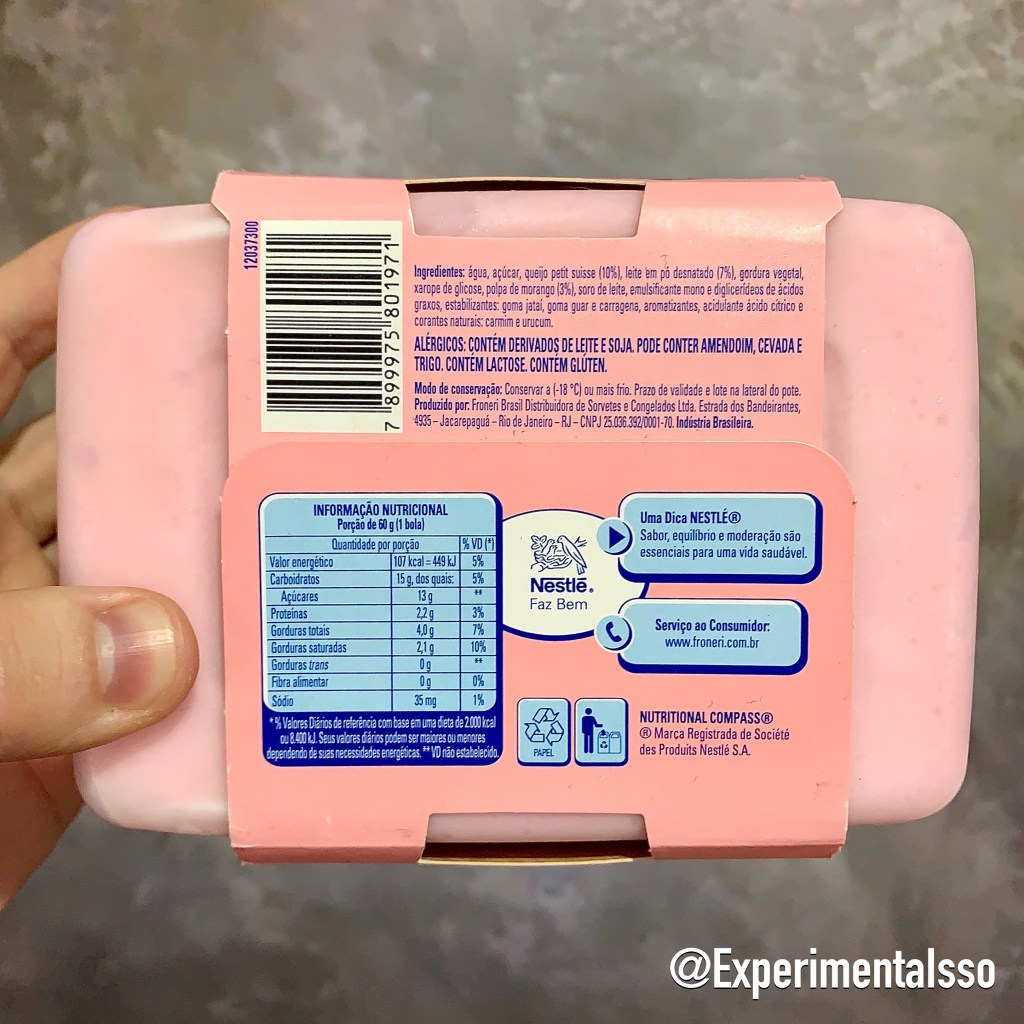 12037300
7 899975 801971
Ingredientes: água, açúcar, queijo petit suisse (10%), leite em pó desnatado (7%), gordura vegetal,
xarope de glicose, polpa de morango (3%), soro de leite, emulsificante mono e diglicerídeos de ácidos
graxos, estabilizantes: goma jataí, goma guar e carragena, aromatizantes, acidulante ácido cítrico e
corantes naturais: carmim e urucum.
ALÉRGICOS: CONTÉM DERIVADOS DE LEITE E SOJA. PODE CONTER AMENDOIM, CEVADA E
TRIGO. CONTÉM LACTOSE. CONTÉM GLÚTEN.
Modo de conservação: Conservar a (-18 °C) ou mais frio. Prazo de validade e lote na lateral do pote.
Produzido por: Froneri Brasil Distribuidora de Sorvetes e Congelados Ltda. Estrada dos Bandeirantes,
4935 – Jacarepaguá – Rio de Janeiro – RJ – CNPJ 25.036.392/0001-70. Indústria Brasileira.
INFORMAÇÃO NUTRICIONAL
Porção de 60 g (1 bola)
Quantidade por porção % VD (*)
Valor energético 107 kcal = 449 kJ 5%
Carboidratos 15 g, dos quais: 5%
Açúcares 13 g **
Proteínas 2,2 g 3%
Gorduras totais 4,0 g 7%
Gorduras saturadas 2,1 g 10%
Gorduras trans 0 g **
Fibra alimentar 0 g 0%
Sódio 35 mg 1%
* % Valores Diários de referência com base em uma dieta de 2.000 kcal
ou 8.400 kJ. Seus valores diários podem ser maiores ou menores
dependendo de suas necessidades energéticas. ** VD não estabelecido.
Nestlé®
Faz Bem
Uma Dica NESTLÉ®
Sabor, equilíbrio e moderação são
essenciais para uma vida saudável.
Serviço ao Consumidor:
www.froneri.com.br
PAPEL
NUTRITIONAL COMPASS®
® Marca Registrada de Société
des Produits Nestlé S.A.
@Experimentalsso